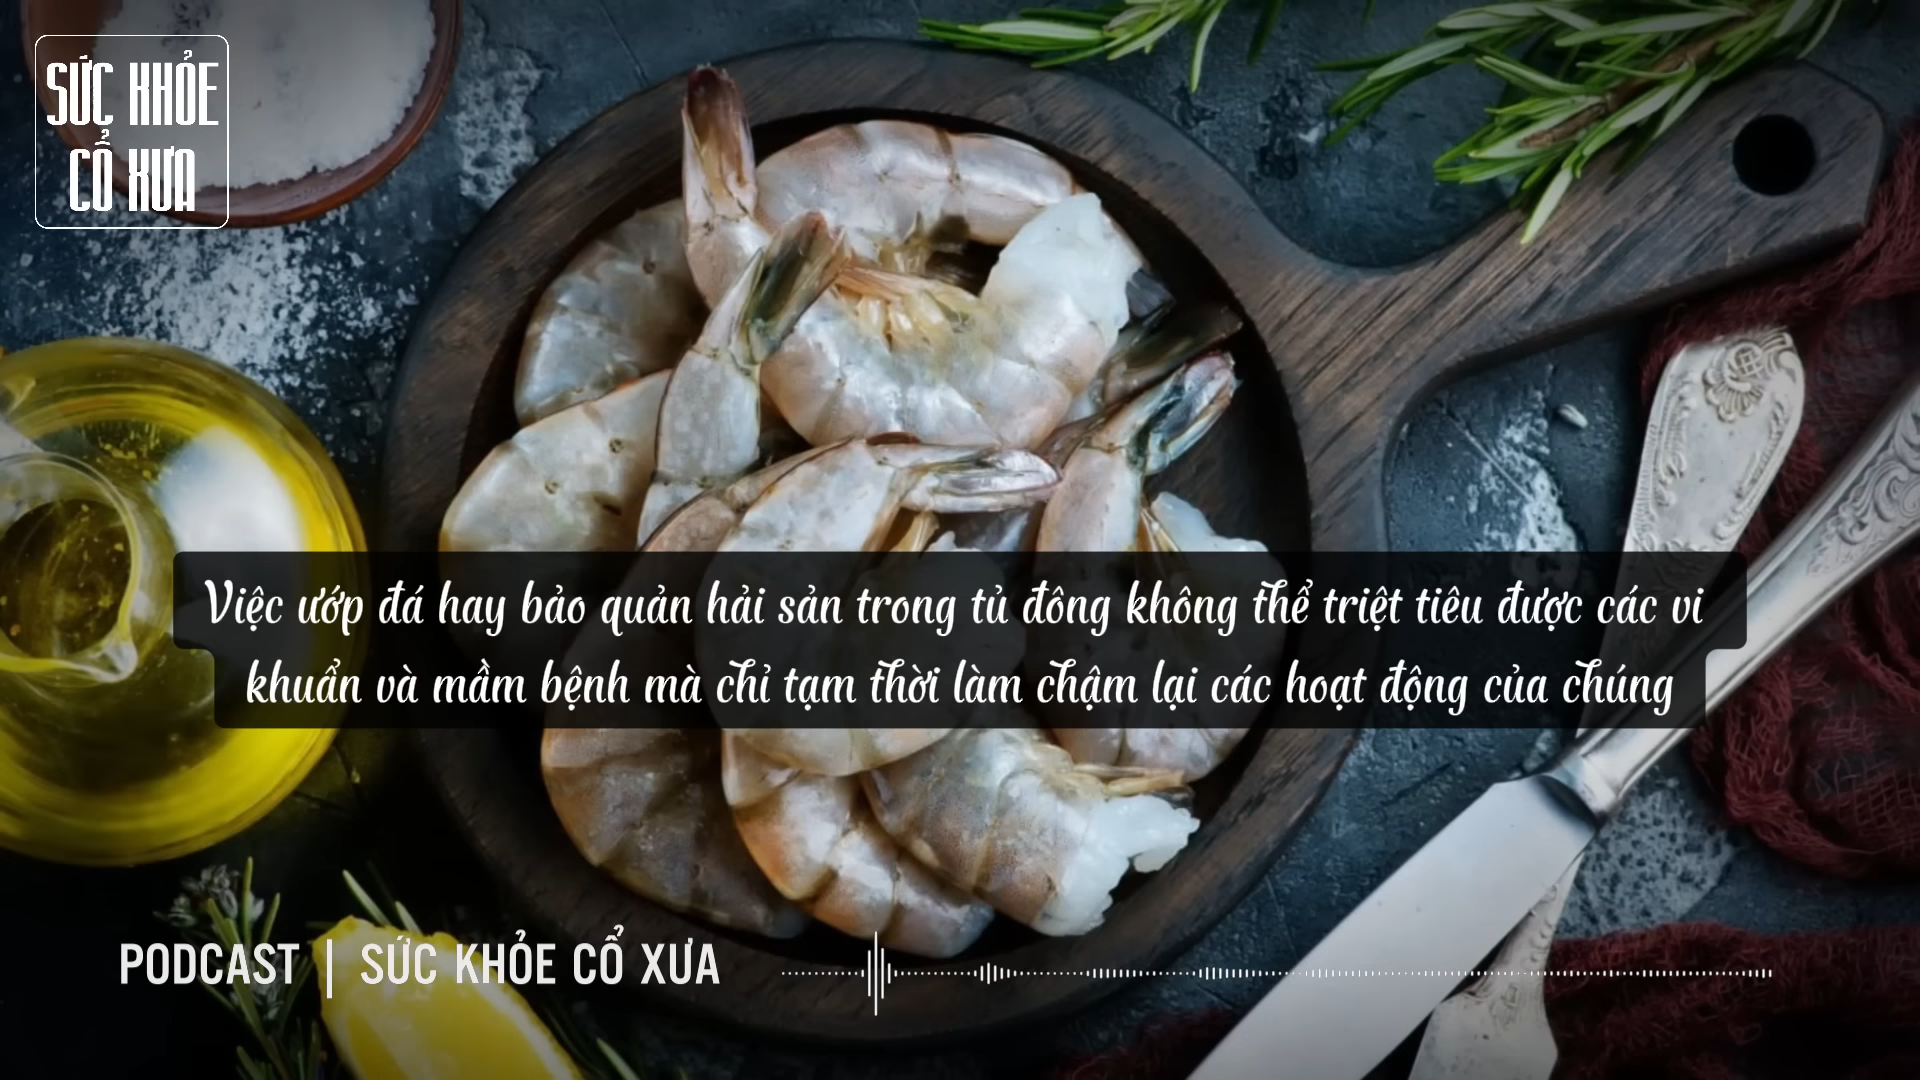 SỨC KHỎE
CỔ XƯA
Việc ướp đá hay bảo quản hải sản trong tủ đông không thể triệt tiêu được các vi
khuẩn và mầm bệnh mà chỉ tạm thời làm chậm lại các hoạt động của chúng
PODCAST | SỨC KHỎE CỔ XƯA